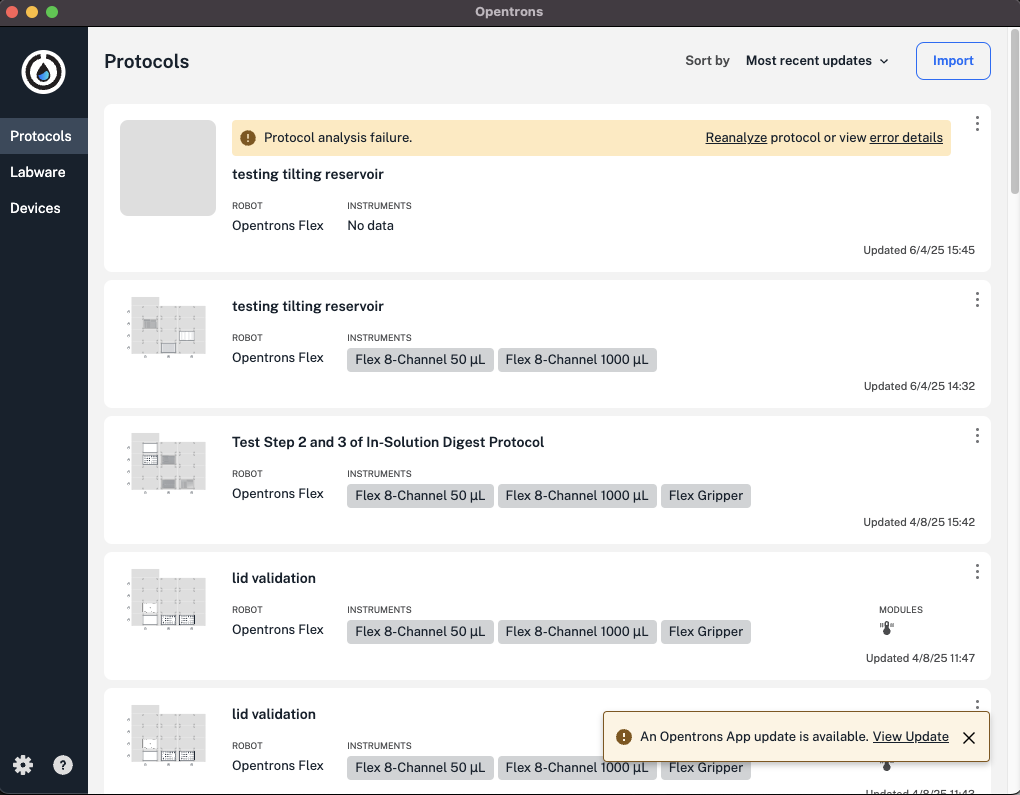 Opentrons
Protocols
Sort by Most recent updates
Import
Protocols
Labware
Devices
Protocol analysis failure. Reanalyze protocol or view error details
testing tilting reservoir
ROBOT INSTRUMENTS
Opentrons Flex No data
Updated 6/4/25 15:45
testing tilting reservoir
ROBOT INSTRUMENTS
Opentrons Flex Flex 8-Channel 50 µL Flex 8-Channel 1000 µL
Updated 6/4/25 14:32
Test Step 2 and 3 of In-Solution Digest Protocol
ROBOT INSTRUMENTS
Opentrons Flex Flex 8-Channel 50 µL Flex 8-Channel 1000 µL Flex Gripper
Updated 4/8/25 15:42
lid validation
ROBOT INSTRUMENTS MODULES
Opentrons Flex Flex 8-Channel 50 µL Flex 8-Channel 1000 µL Flex Gripper
Updated 4/8/25 11:47
lid validation
An Opentrons App update is available. View Update
ROBOT INSTRUMENTS
Opentrons Flex Flex 8-Channel 50 µL Flex 8-Channel 1000 µL Flex Gripper
Updated 4/8/25 11:43